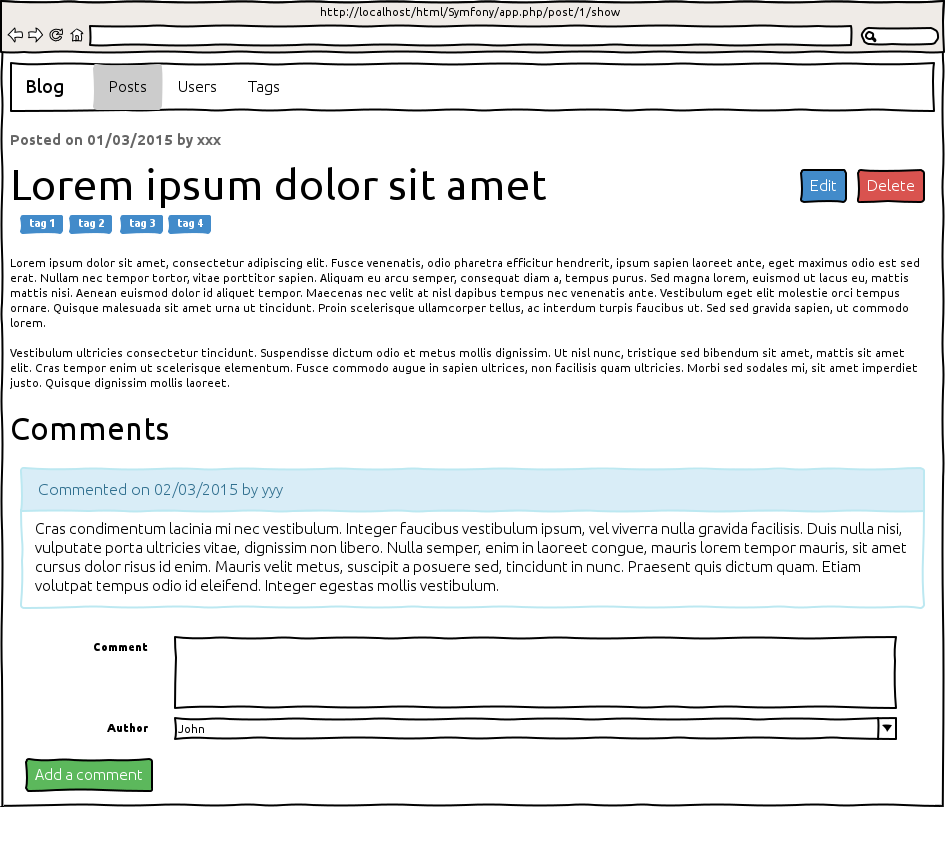 http://localhost/html/Symfony/app.php/post/1/show
Blog Posts Users Tags
Posted on 01/03/2015 by xxx
Lorem ipsum dolor sit amet
Edit Delete
tag 1 tag 2 tag 3 tag 4
Lorem ipsum dolor sit amet, consectetur adipiscing elit. Fusce venenatis, odio pharetra efficitur hendrerit, ipsum sapien laoreet ante, eget maximus odio est sed
erat. Nullam nec tempor tortor, vitae porttitor sapien. Aliquam eu arcu semper, consequat diam a, tempus purus. Sed magna lorem, euismod ut lacus eu, mattis
mattis nisi. Aenean euismod dolor id aliquet tempor. Maecenas nec velit at nisl dapibus tempus nec venenatis ante. Vestibulum eget elit molestie orci tempus
ornare. Quisque malesuada sit amet urna ut tincidunt. Proin scelerisque ullamcorper tellus, ac interdum turpis faucibus ut. Sed sed gravida sapien, ut commodo
lorem.
Vestibulum ultricies consectetur tincidunt. Suspendisse dictum odio et metus mollis dignissim. Ut nisl nunc, tristique sed bibendum sit amet, mattis sit amet
elit. Cras tempor enim ut scelerisque elementum. Fusce commodo augue in sapien ultrices, non facilisis quam ultricies. Morbi sed sodales mi, sit amet imperdiet
justo. Quisque dignissim mollis laoreet.
Comments
Commented on 02/03/2015 by yyy
Cras condimentum lacinia mi nec vestibulum. Integer faucibus vestibulum ipsum, vel viverra nulla gravida facilisis. Duis nulla nisi,
vulputate porta ultricies vitae, dignissim non libero. Nulla semper, enim in laoreet congue, mauris lorem tempor mauris, sit amet
cursus dolor risus id enim. Mauris velit metus, suscipit a posuere sed, tincidunt in nunc. Praesent quis dictum quam. Etiam
volutpat tempus odio id eleifend. Integer egestas mollis vestibulum.
Comment
Author John
Add a comment